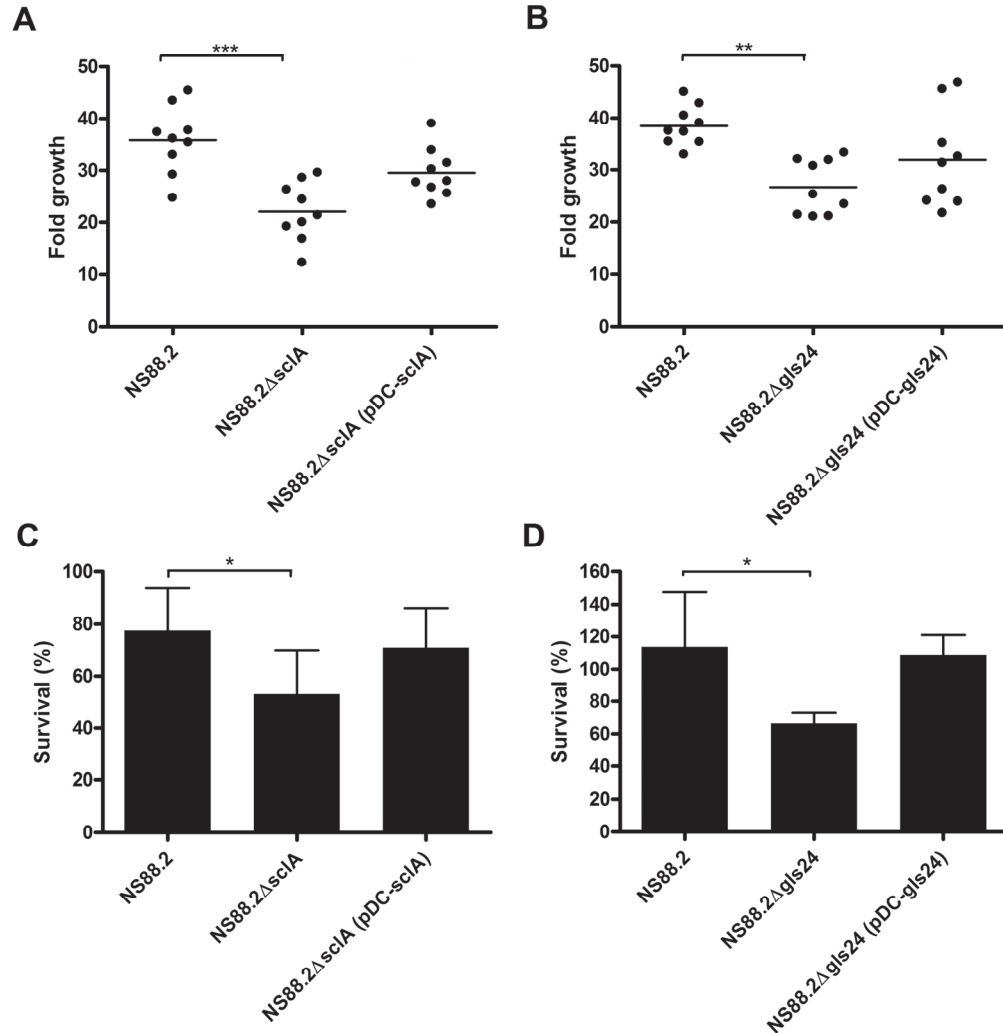 A
***
Fold growth
50
40
30
20
10
0
NS88.2
NS88.2ΔsclA
NS88.2ΔsclA (pDC-sclA)
B
**
Fold growth
50
40
30
20
10
0
NS88.2
NS88.2Δgls24
NS88.2Δgls24 (pDC-gls24)
C
*
Survival (%)
100
80
60
40
20
0
NS88.2
NS88.2ΔsclA
NS88.2ΔsclA (pDC-sclA)
D
*
Survival (%)
160
140
120
100
80
60
40
20
0
NS88.2
NS88.2Δgls24
NS88.2Δgls24 (pDC-gls24)